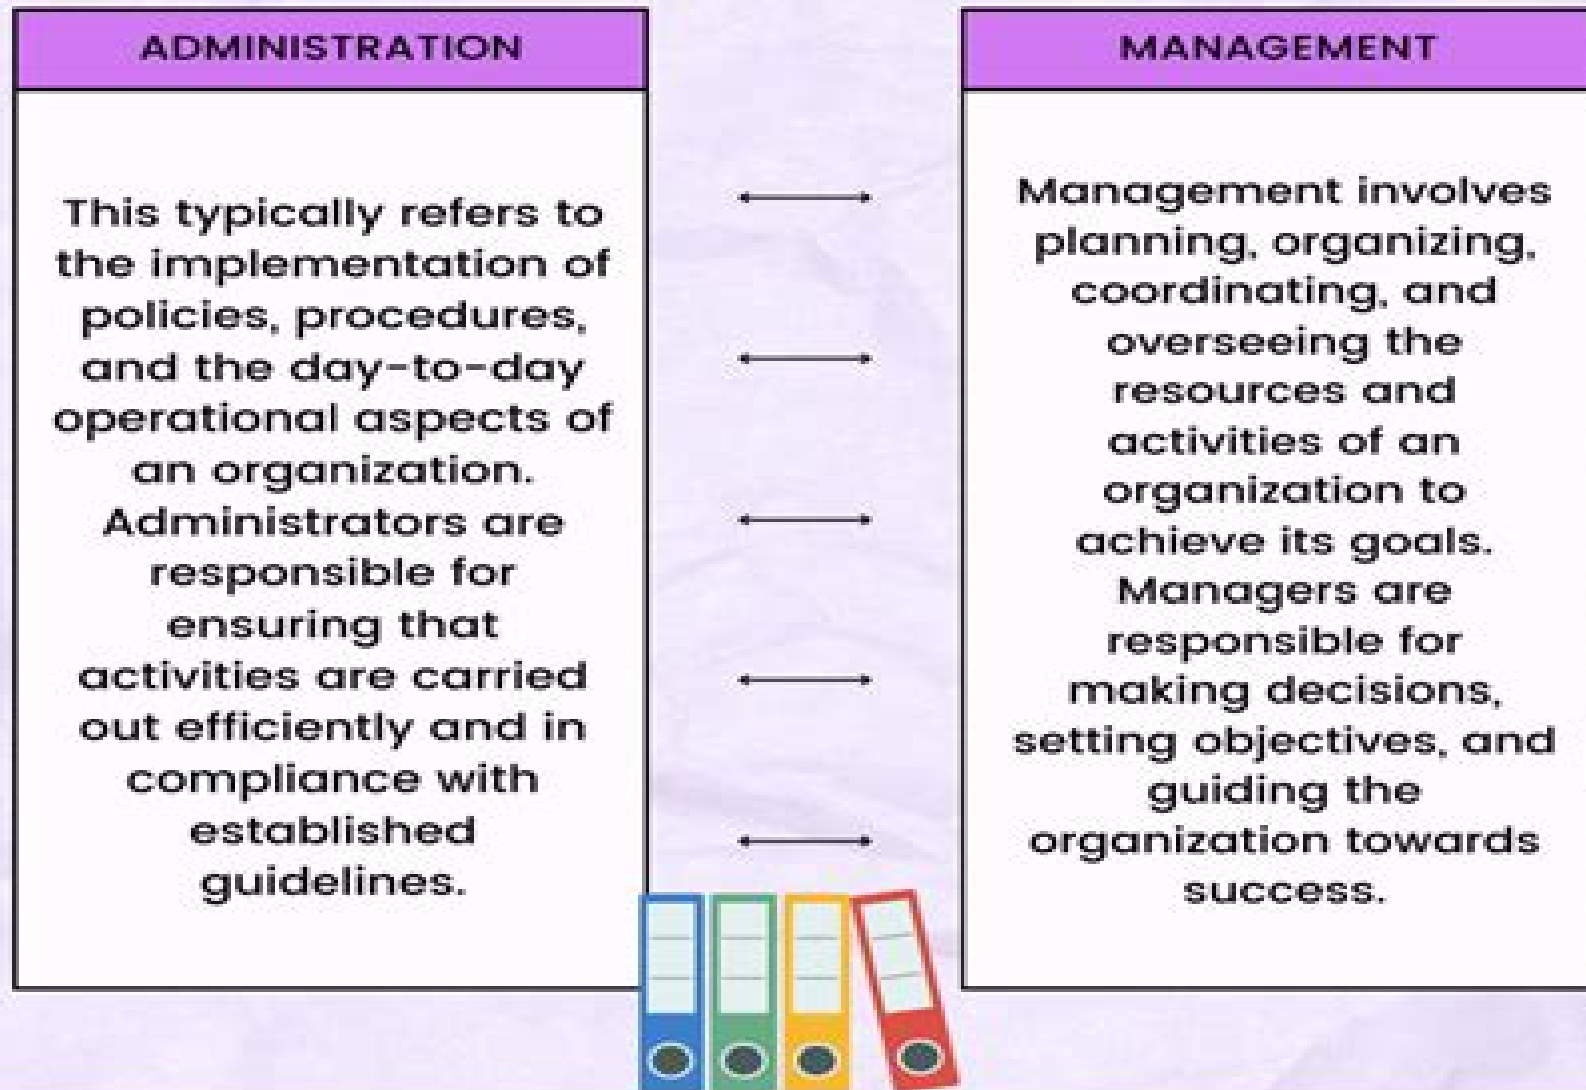 ADMINISTRATION
This typically refers to
the implementation of
policies, procedures,
and the day-to-day
operational aspects of
an organization.
Administrators are
responsible for
ensuring that
activities are carried
out efficiently and in
compliance with
established
guidelines.
MANAGEMENT
Management involves
planning, organizing,
coordinating, and
overseeing the
resources and
activities of an
organization to
achieve its goals.
Managers are
responsible for
making decisions,
setting objectives, and
guiding the
organization towards
success.